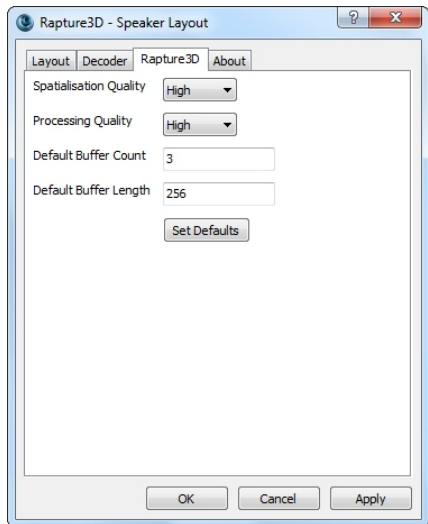 Rapture3D - Speaker Layout
Layout Decoder Rapture3D About
Spatialisation Quality High
Processing Quality High
Default Buffer Count 3
Default Buffer Length 256
Set Defaults
OK Cancel Apply